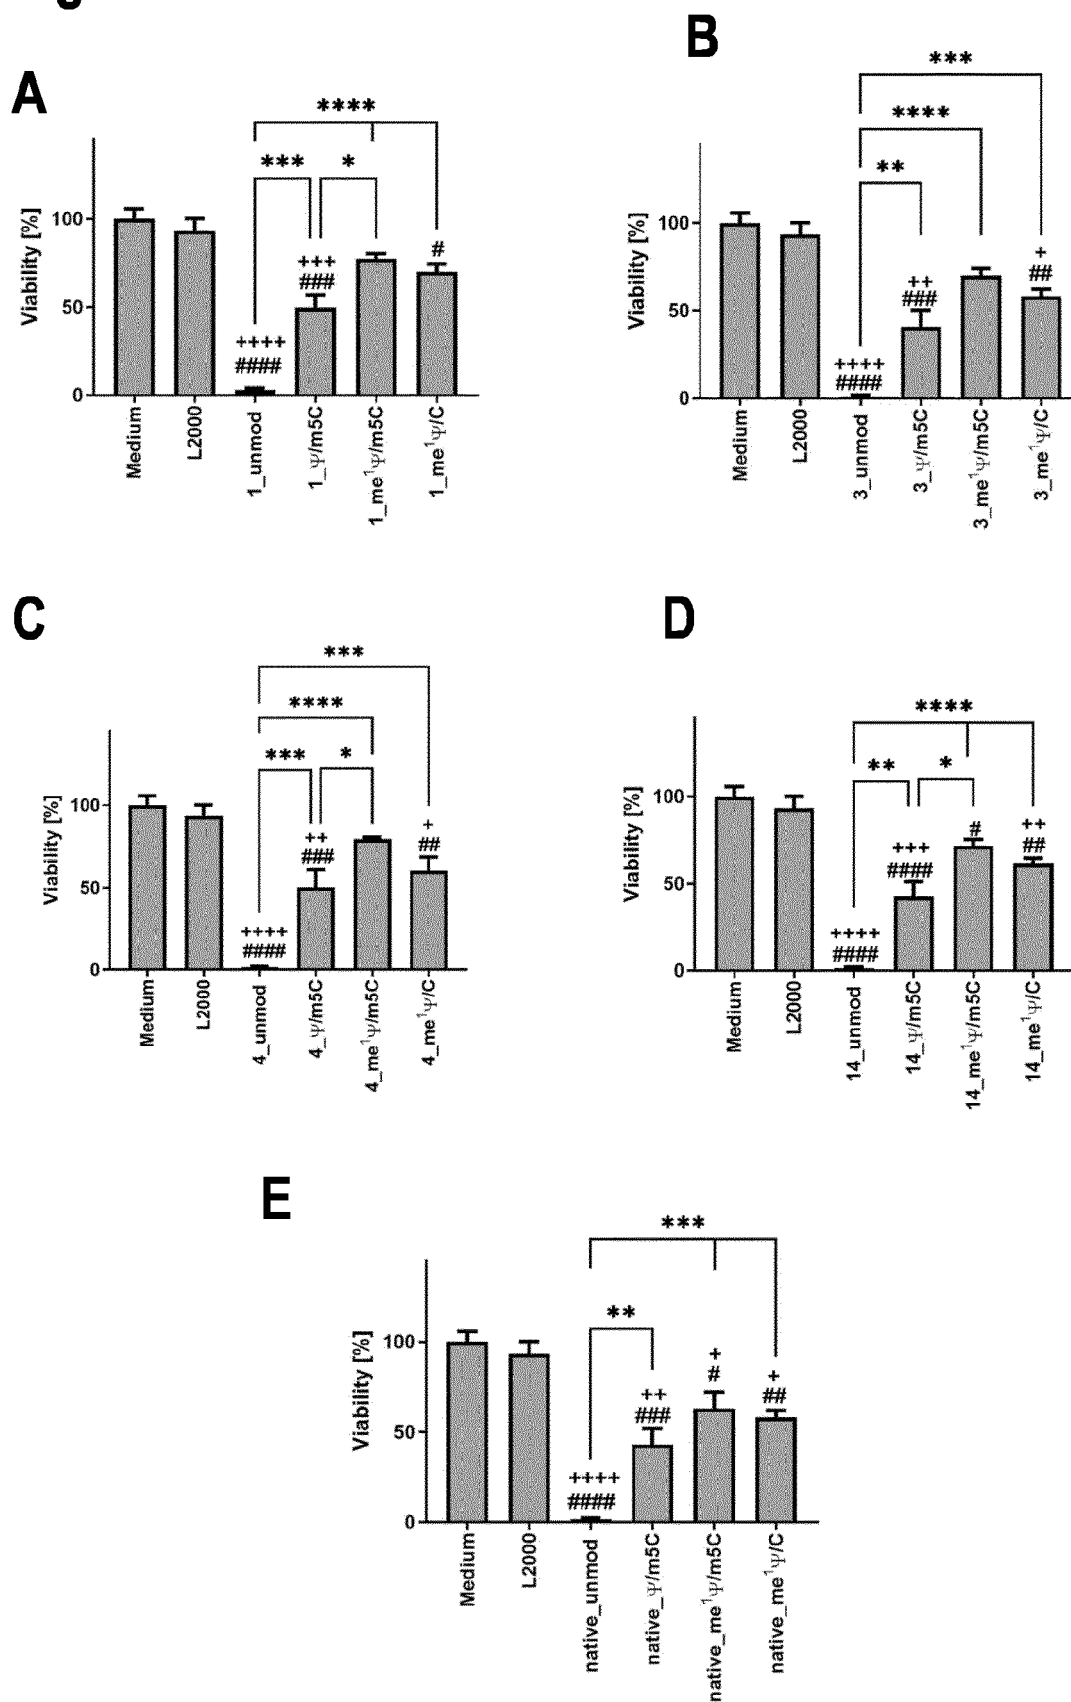 A
****
*** *
Viability [%]
100
50
0
++++
####
+++
###
#
Medium
L2000
1_unmod
1_Ψ/m5C
1_me¹Ψ/m5C
1_me¹Ψ/C
B
***
****
**
Viability [%]
100
50
0
++++
####
++
###
+
##
Medium
L2000
3_unmod
3_Ψ/m5C
3_me¹Ψ/m5C
3_me¹Ψ/C
C
***
****
*** *
Viability [%]
100
50
0
++++
####
++
###
+
##
Medium
L2000
4_unmod
4_Ψ/m5C
4_me¹Ψ/m5C
4_me¹Ψ/C
D
****
** *
Viability [%]
100
50
0
++++
####
+++
####
#
++
##
Medium
L2000
14_unmod
14_Ψ/m5C
14_me¹Ψ/m5C
14_me¹Ψ/C
E
***
**
Viability [%]
100
50
0
++++
####
++
###
+
#
+
##
Medium
L2000
native_unmod
native_Ψ/m5C
native_me¹Ψ/m5C
native_me¹Ψ/C